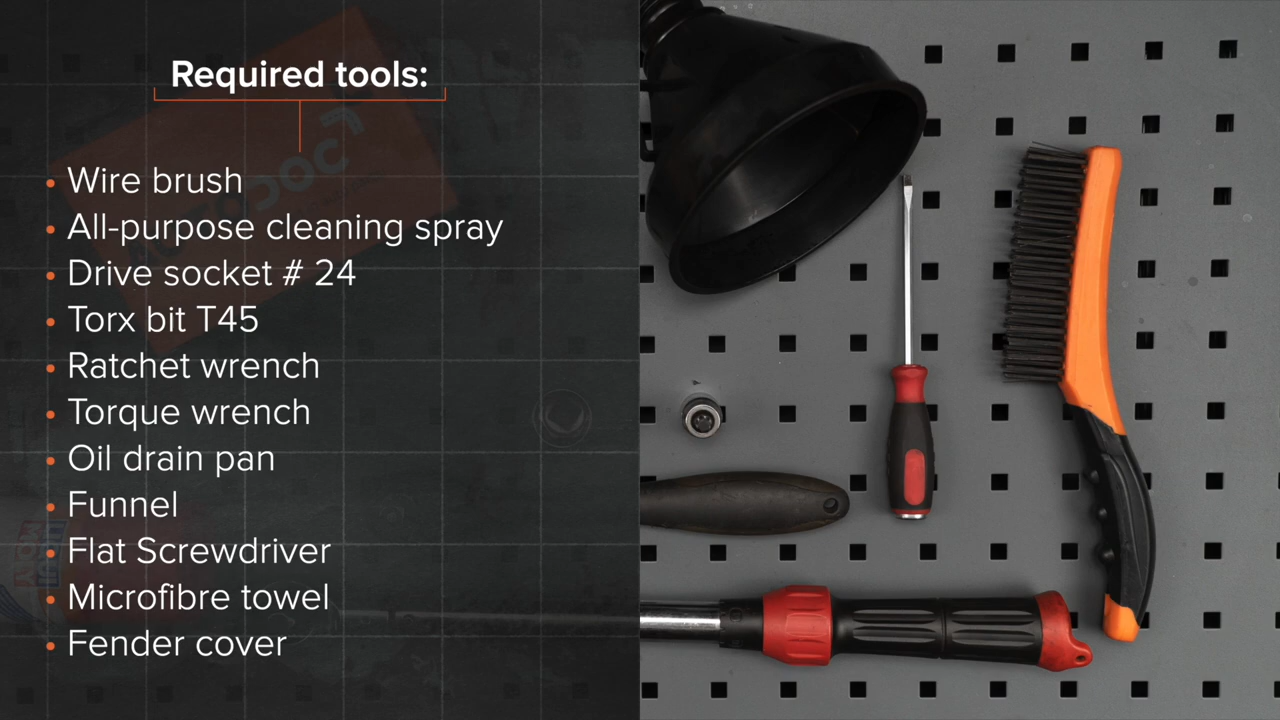 Required tools:
Wire brush
All-purpose cleaning spray
Drive socket # 24
Torx bit T45
Ratchet wrench
Torque wrench
Oil drain pan
Funnel
Flat Screwdriver
Microfibre towel
Fender cover
AUTODOC